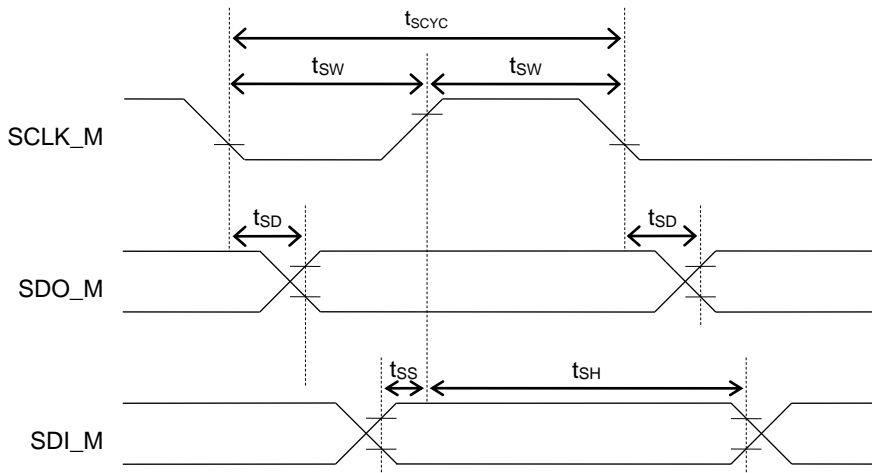 tSCYC
tSW tSW
SCLK_M
tSD tSD
SDO_M
tSS tSH
SDI_M